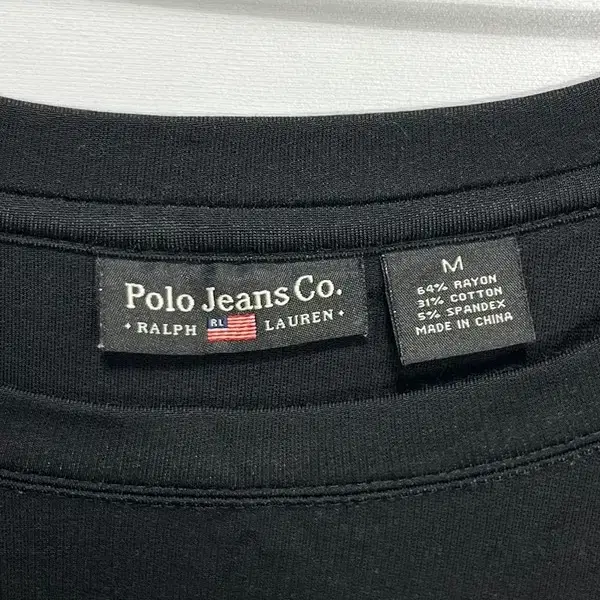 Polo Jeans Co.
• RALPH RL LAUREN •
M
64% RAYON
31% COTTON
5% SPANDEX
MADE IN CHINA